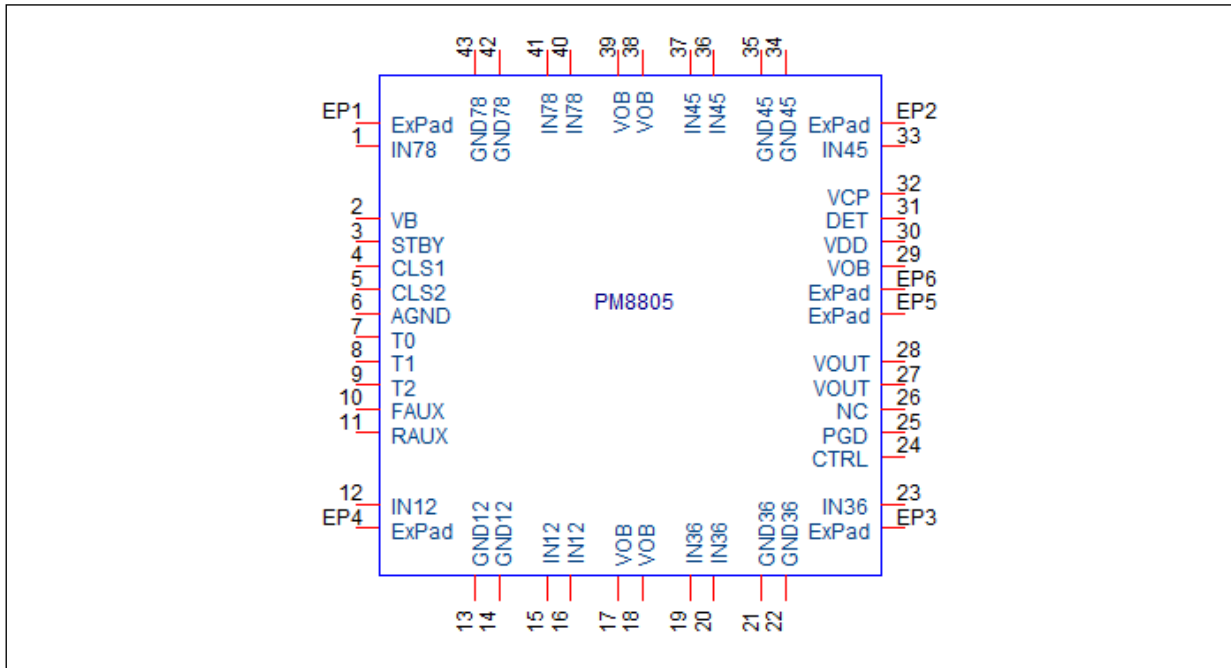 43 42 41 40 39 38 37 36 35 34
GND78 GND78 IN78 IN78 VOB VOB IN45 IN45 GND45 GND45
EP1 ExPad ExPad EP2
1 IN78 IN45 33
VCP 32
2 VB DET 31
3 STBY VDD 30
4 CLS1 VOB 29
5 CLS2 ExPad EP6
6 AGND ExPad EP5
PM8805
7 T0
8 T1 VOUT 28
9 T2 VOUT 27
10 FAUX NC 26
11 RAUX PGD 25
CTRL 24
12 IN12 IN36 23
EP4 ExPad ExPad EP3
GND12 GND12 IN12 IN12 VOB VOB IN36 IN36 GND36 GND36
13 14 15 16 17 18 19 20 21 22